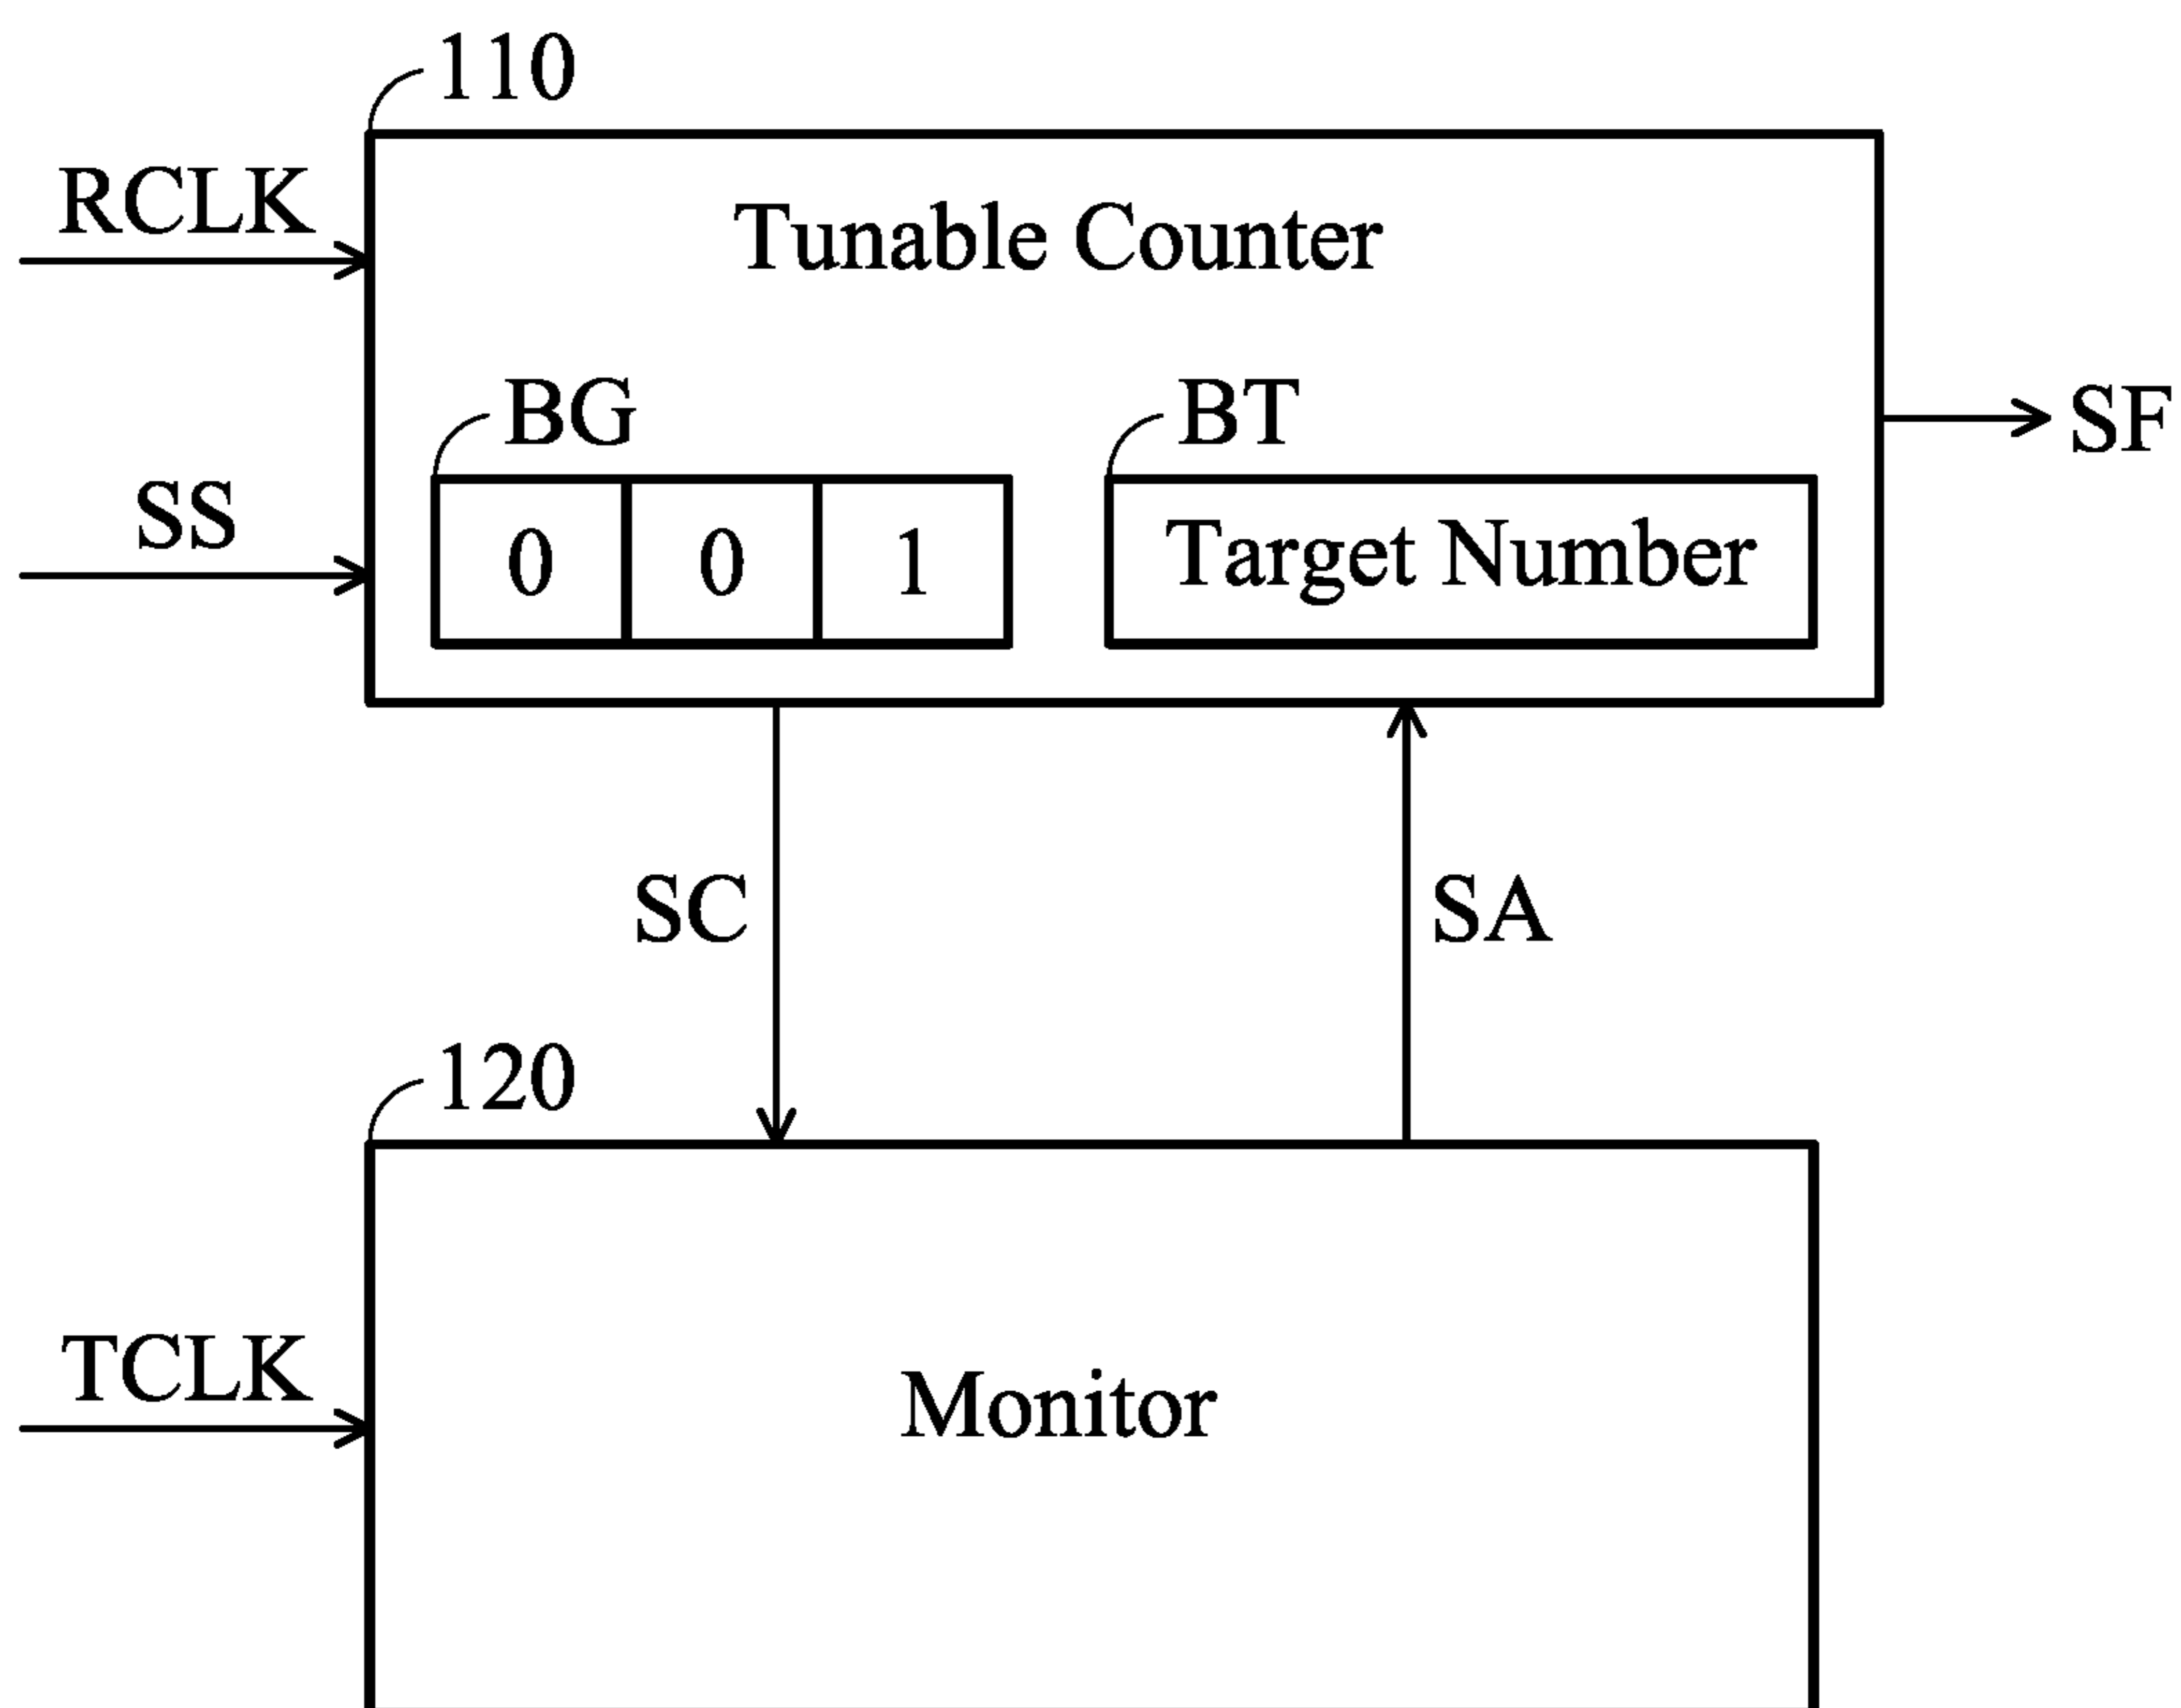 110
RCLK
Tunable Counter
BG
BT
SF
SS
0 0 1
Target Number
SC
SA
120
TCLK
Monitor